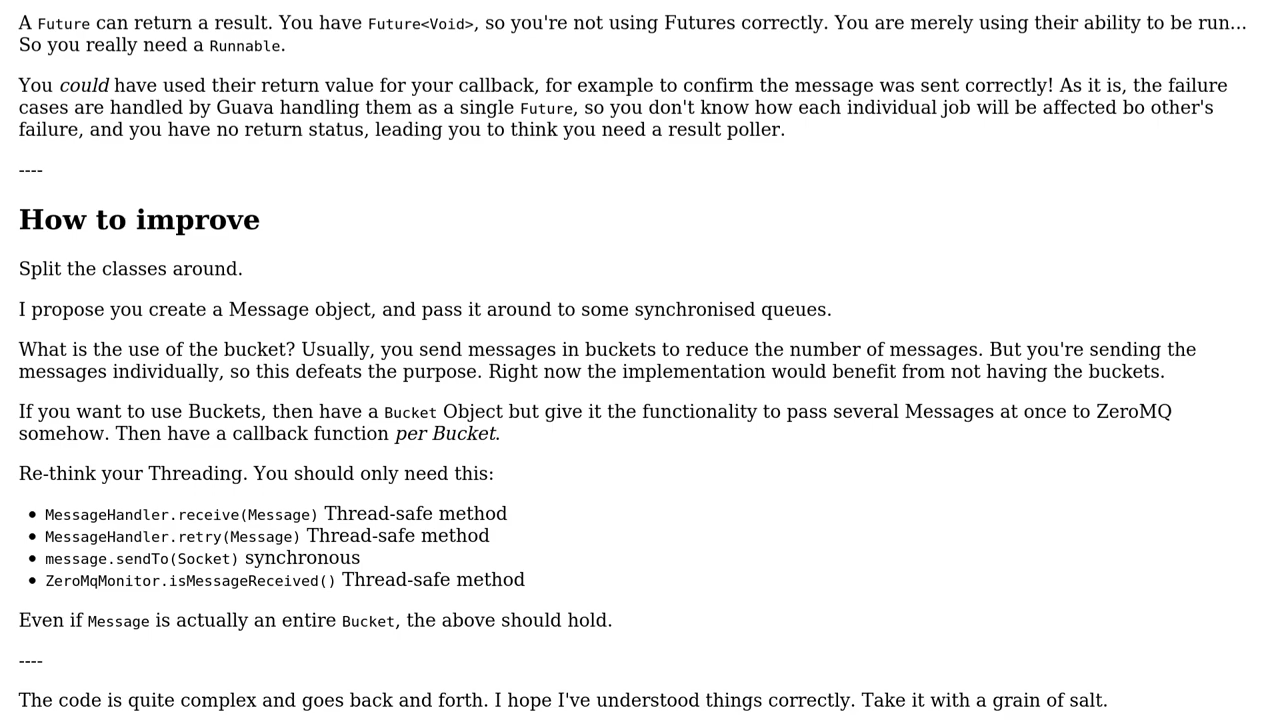 A Future can return a result. You have Future<Void>, so you're not using Futures correctly. You are merely using their ability to be run...
So you really need a Runnable.
You could have used their return value for your callback, for example to confirm the message was sent correctly! As it is, the failure
cases are handled by Guava handling them as a single Future, so you don't know how each individual job will be affected bo other's
failure, and you have no return status, leading you to think you need a result poller.
----
How to improve
Split the classes around.
I propose you create a Message object, and pass it around to some synchronised queues.
What is the use of the bucket? Usually, you send messages in buckets to reduce the number of messages. But you're sending the
messages individually, so this defeats the purpose. Right now the implementation would benefit from not having the buckets.
If you want to use Buckets, then have a Bucket Object but give it the functionality to pass several Messages at once to ZeroMQ
somehow. Then have a callback function per Bucket.
Re-think your Threading. You should only need this:
• MessageHandler.receive(Message) Thread-safe method
• MessageHandler.retry(Message) Thread-safe method
• message.sendTo(Socket) synchronous
• ZeroMqMonitor.isMessageReceived() Thread-safe method
Even if Message is actually an entire Bucket, the above should hold.
----
The code is quite complex and goes back and forth. I hope I've understood things correctly. Take it with a grain of salt.